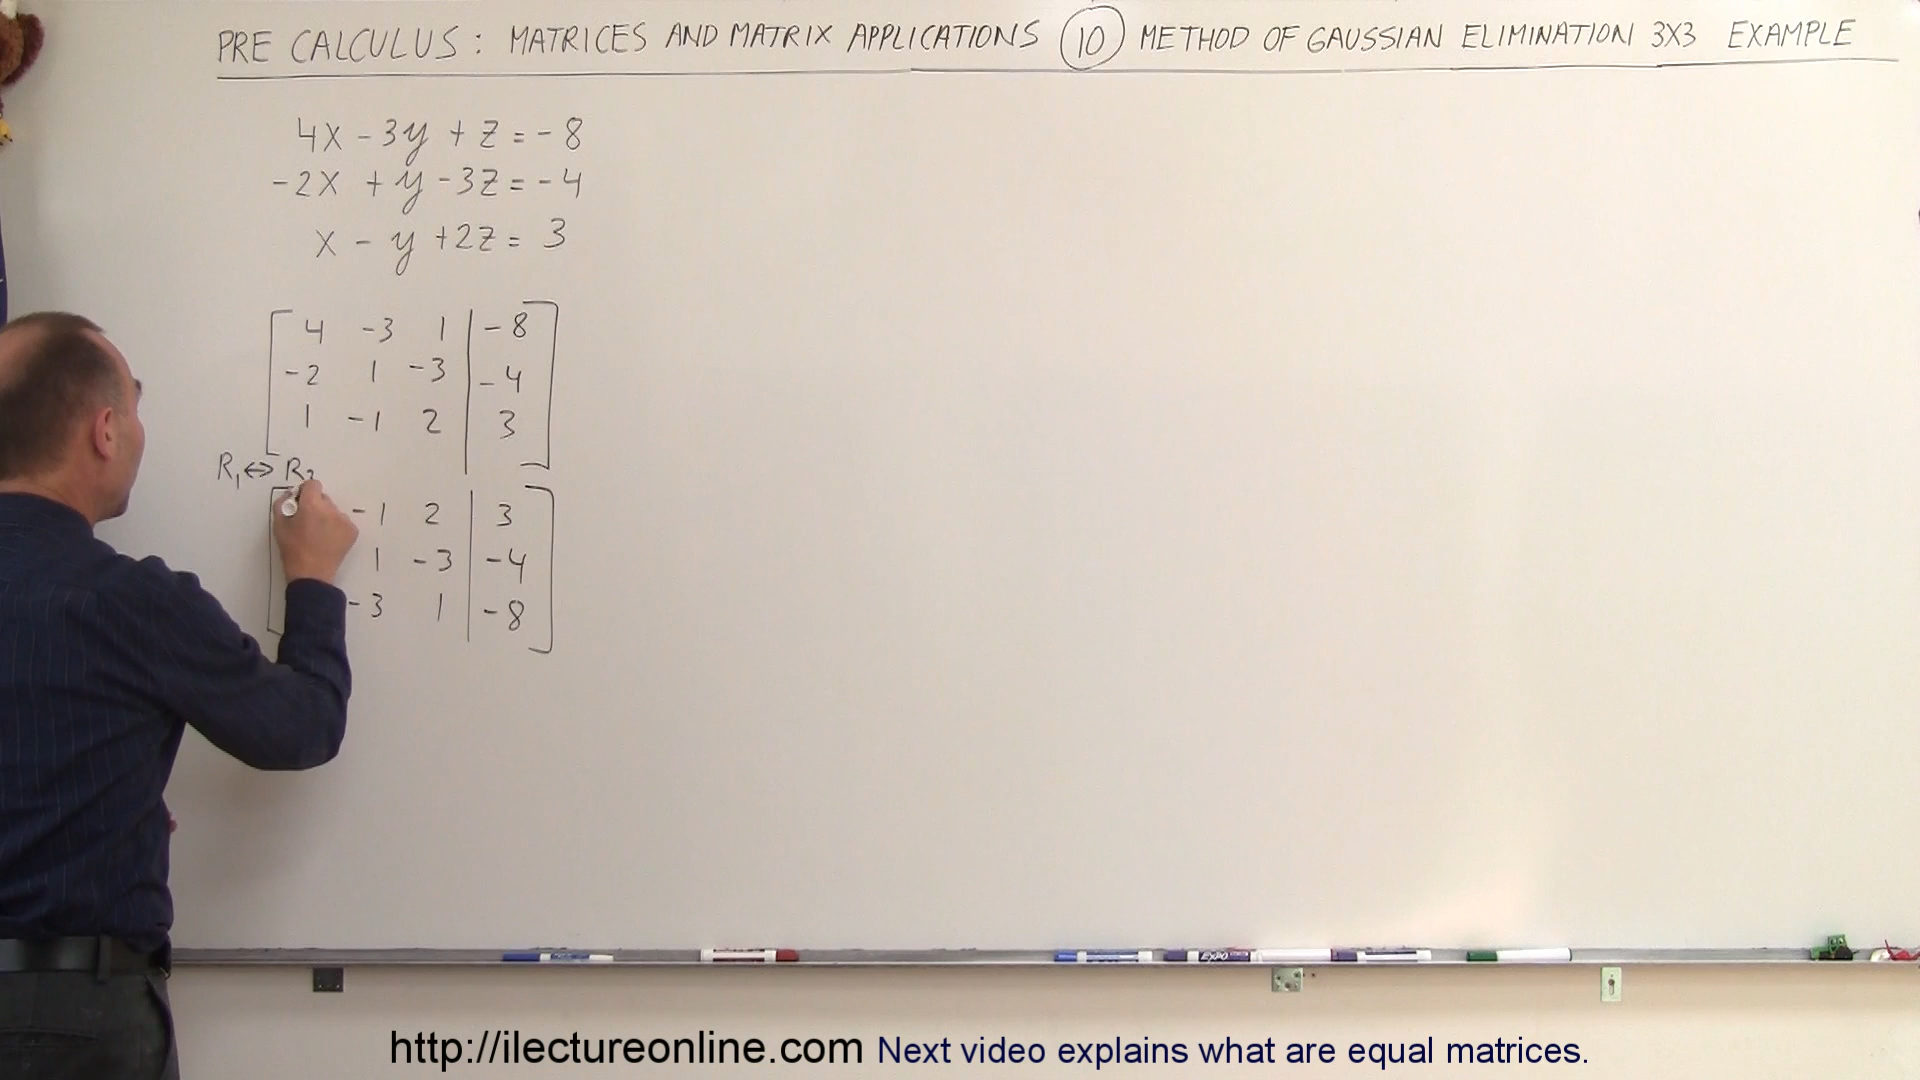 PRE CALCULUS: MATRICES AND MATRIX APPLICATIONS 10 METHOD OF GAUSSIAN ELIMINATION 3X3 EXAMPLE
4x - 3y + z = - 8
-2x + y - 3z = - 4
x - y + 2z = 3
4 -3 1 | -8
-2 1 -3 | -4
1 -1 2 | 3
R1 ↔ R3
-1 2 | 3
1 -3 | -4
-3 1 | -8
EXPO
http://ilectureonline.com Next video explains what are equal matrices.